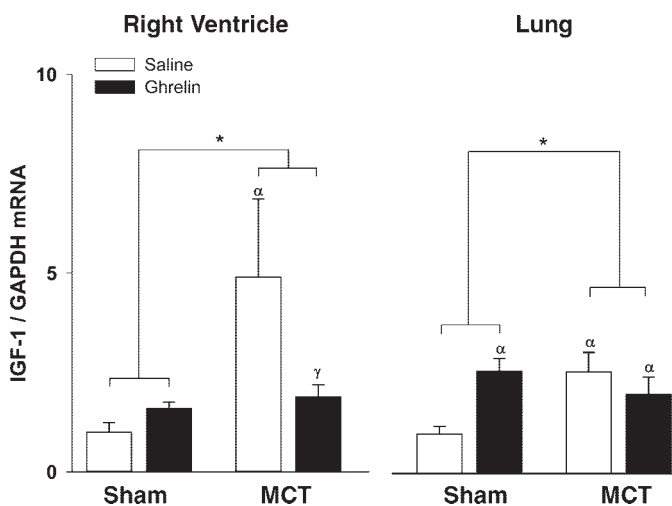 Right Ventricle
Lung
10
Saline
Ghrelin
*
*
α
5
IGF-1 / GAPDH mRNA
γ
α
α
α
0
Sham
MCT
Sham
MCT